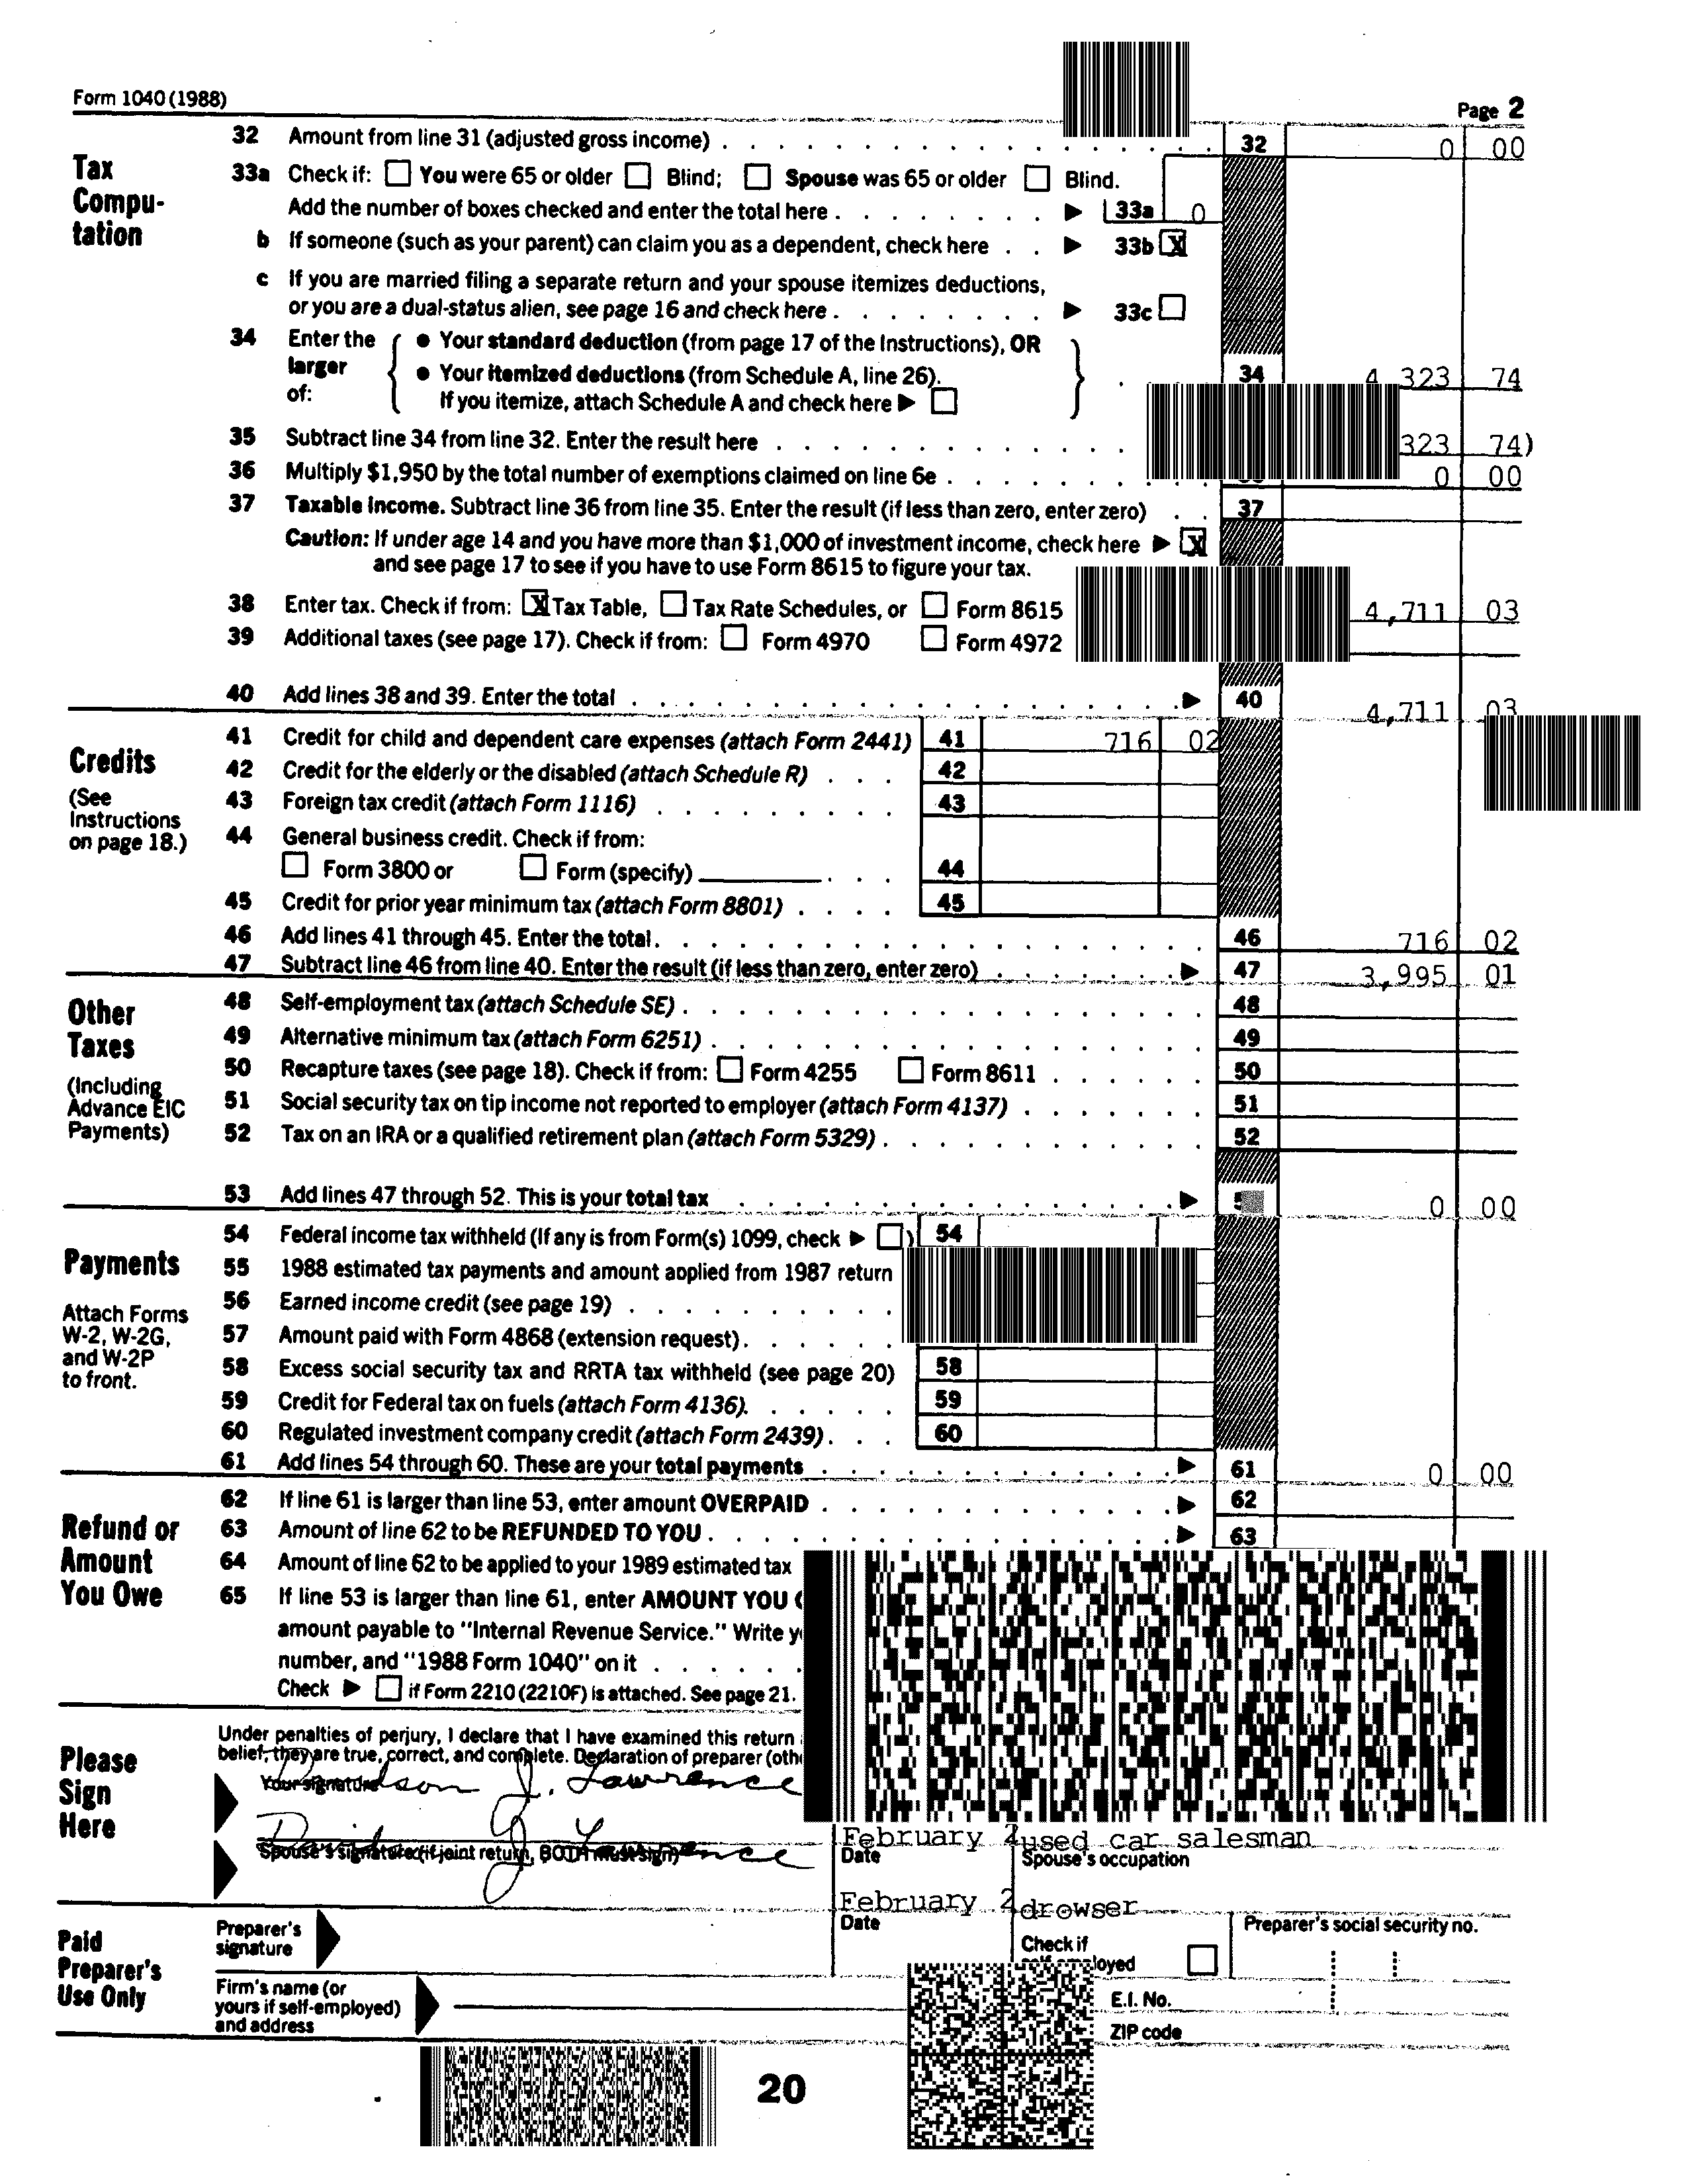 Form 1040 (1988)
Page 2
Tax
Compu-
tation
32 Amount from line 31 (adjusted gross income) . . . 32 0 00
33a Check if: You were 65 or older Blind; Spouse was 65 or older Blind.
Add the number of boxes checked and enter the total here . . . 33a 0
b If someone (such as your parent) can claim you as a dependent, check here . . 33b X
c If you are married filing a separate return and your spouse itemizes deductions,
or you are a dual-status alien, see page 16 and check here . . . 33c
34 Enter the larger of:
• Your standard deduction (from page 17 of the Instructions), OR
• Your itemized deductions (from Schedule A, line 26).
If you itemize, attach Schedule A and check here
34 4,323 74
35 Subtract line 34 from line 32. Enter the result here . . . 323 74)
36 Multiply $1,950 by the total number of exemptions claimed on line 6e . . . 0 00
37 Taxable income. Subtract line 36 from line 35. Enter the result (if less than zero, enter zero) . . 37
Caution: If under age 14 and you have more than $1,000 of investment income, check here X
and see page 17 to see if you have to use Form 8615 to figure your tax.
38 Enter tax. Check if from: X Tax Table, Tax Rate Schedules, or Form 8615 4,711 03
39 Additional taxes (see page 17). Check if from: Form 4970 Form 4972
40 Add lines 38 and 39. Enter the total . . . 40 4,711 03
Credits
(See
Instructions
on page 18.)
41 Credit for child and dependent care expenses (attach Form 2441) 41 716 02
42 Credit for the elderly or the disabled (attach Schedule R) . . . 42
43 Foreign tax credit (attach Form 1116) . . . 43
44 General business credit. Check if from:
Form 3800 or Form (specify) . . . 44
45 Credit for prior year minimum tax (attach Form 8801) . . . 45
46 Add lines 41 through 45. Enter the total . . . 46 716 02
47 Subtract line 46 from line 40. Enter the result (if less than zero, enter zero) . . . 47 3,995 01
Other
Taxes
(Including
Advance EIC
Payments)
48 Self-employment tax (attach Schedule SE) . . . 48
49 Alternative minimum tax (attach Form 6251) . . . 49
50 Recapture taxes (see page 18). Check if from: Form 4255 Form 8611 . . . 50
51 Social security tax on tip income not reported to employer (attach Form 4137) . . . 51
52 Tax on an IRA or a qualified retirement plan (attach Form 5329) . . . 52
53 Add lines 47 through 52. This is your total tax . . . 0 00
Payments
Attach Forms
W-2, W-2G,
and W-2P
to front.
54 Federal income tax withheld (If any is from Form(s) 1099, check ) 54
55 1988 estimated tax payments and amount applied from 1987 return
56 Earned income credit (see page 19) . . .
57 Amount paid with Form 4868 (extension request) . . .
58 Excess social security tax and RRTA tax withheld (see page 20) 58
59 Credit for Federal tax on fuels (attach Form 4136) . . . 59
60 Regulated investment company credit (attach Form 2439) . . . 60
61 Add lines 54 through 60. These are your total payments . . . 61 0 00
Refund or
Amount
You Owe
62 If line 61 is larger than line 53, enter amount OVERPAID . . . 62
63 Amount of line 62 to be REFUNDED TO YOU . . . 63
64 Amount of line 62 to be applied to your 1989 estimated tax
65 If line 53 is larger than line 61, enter AMOUNT YOU
amount payable to "Internal Revenue Service." Write
number, and "1988 Form 1040" on it . . .
Check if Form 2210 (2210F) is attached. See page 21.
Please
Sign
Here
Under penalties of perjury, I declare that I have examined this return
belief, they are true, correct, and complete. Declaration of preparer
Your signature
Davidson J. Lawrence
Spouse's signature (if joint return, BOTH must sign)
Davidson J. Lawrence
February 2 used car salesman
Date Spouse's occupation
February 2 drowser
Date
Paid
Preparer's
Use Only
Preparer's
signature
Check if
self-employed
Preparer's social security no.
Firm's name (or
yours if self-employed)
and address
E.I. No.
ZIP code
20